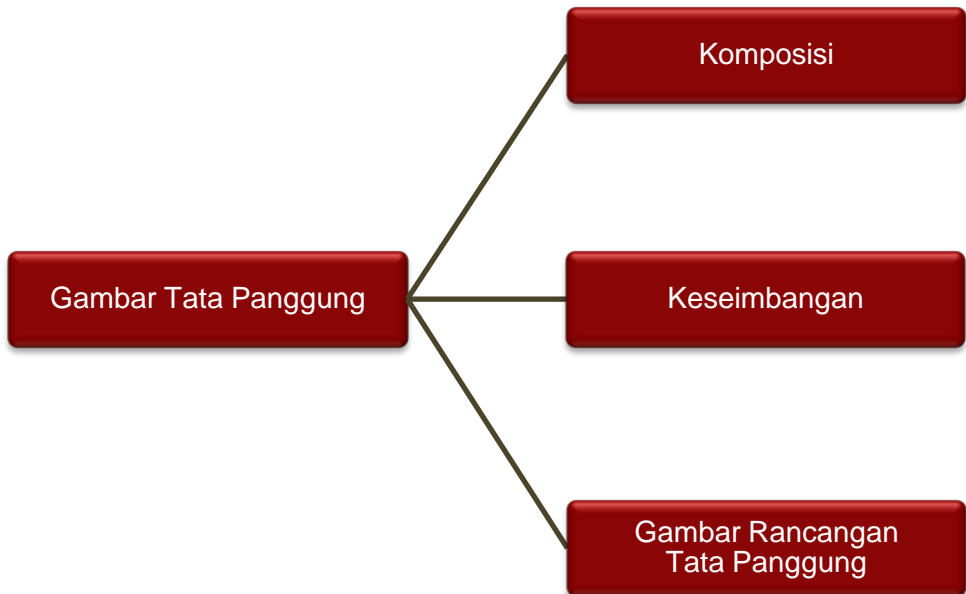 Komposisi
Gambar Tata Panggung
Keseimbangan
Gambar Rancangan
Tata Panggung